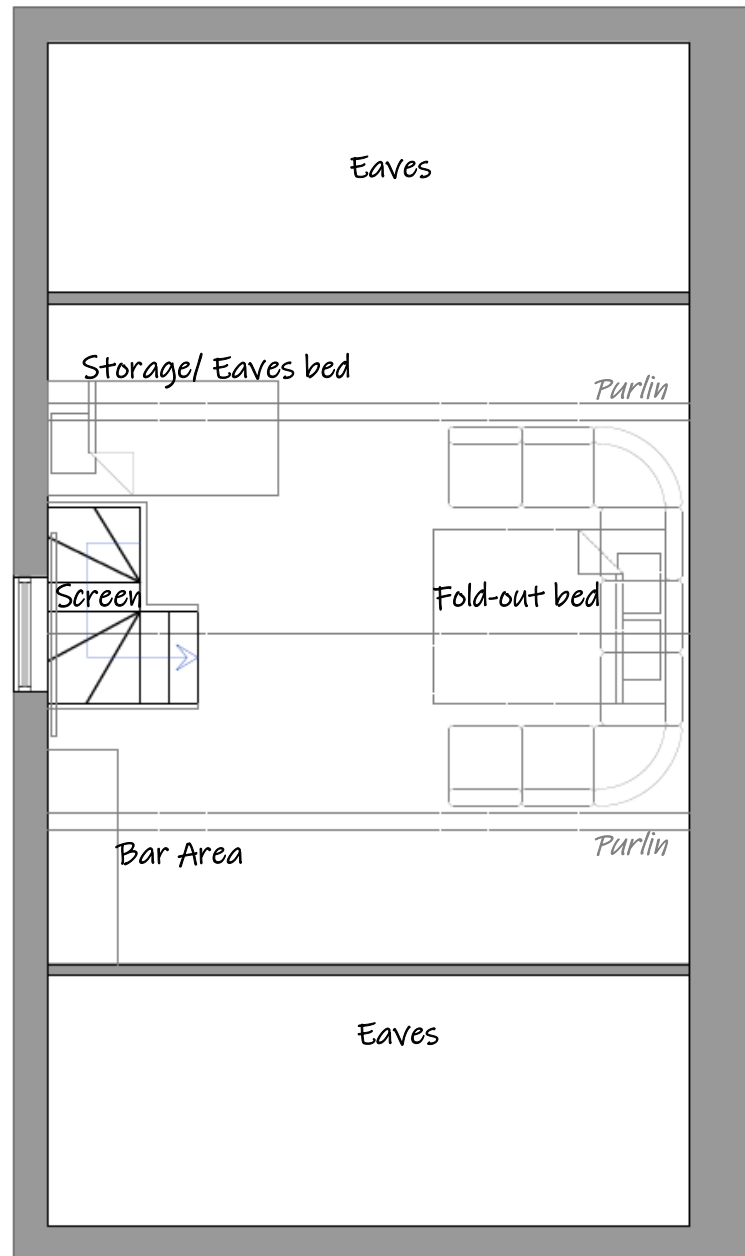 Eaves
Storage/ Eaves bed
Purlin
Screen
Fold-out bed
Bar Area
Purlin
Eaves